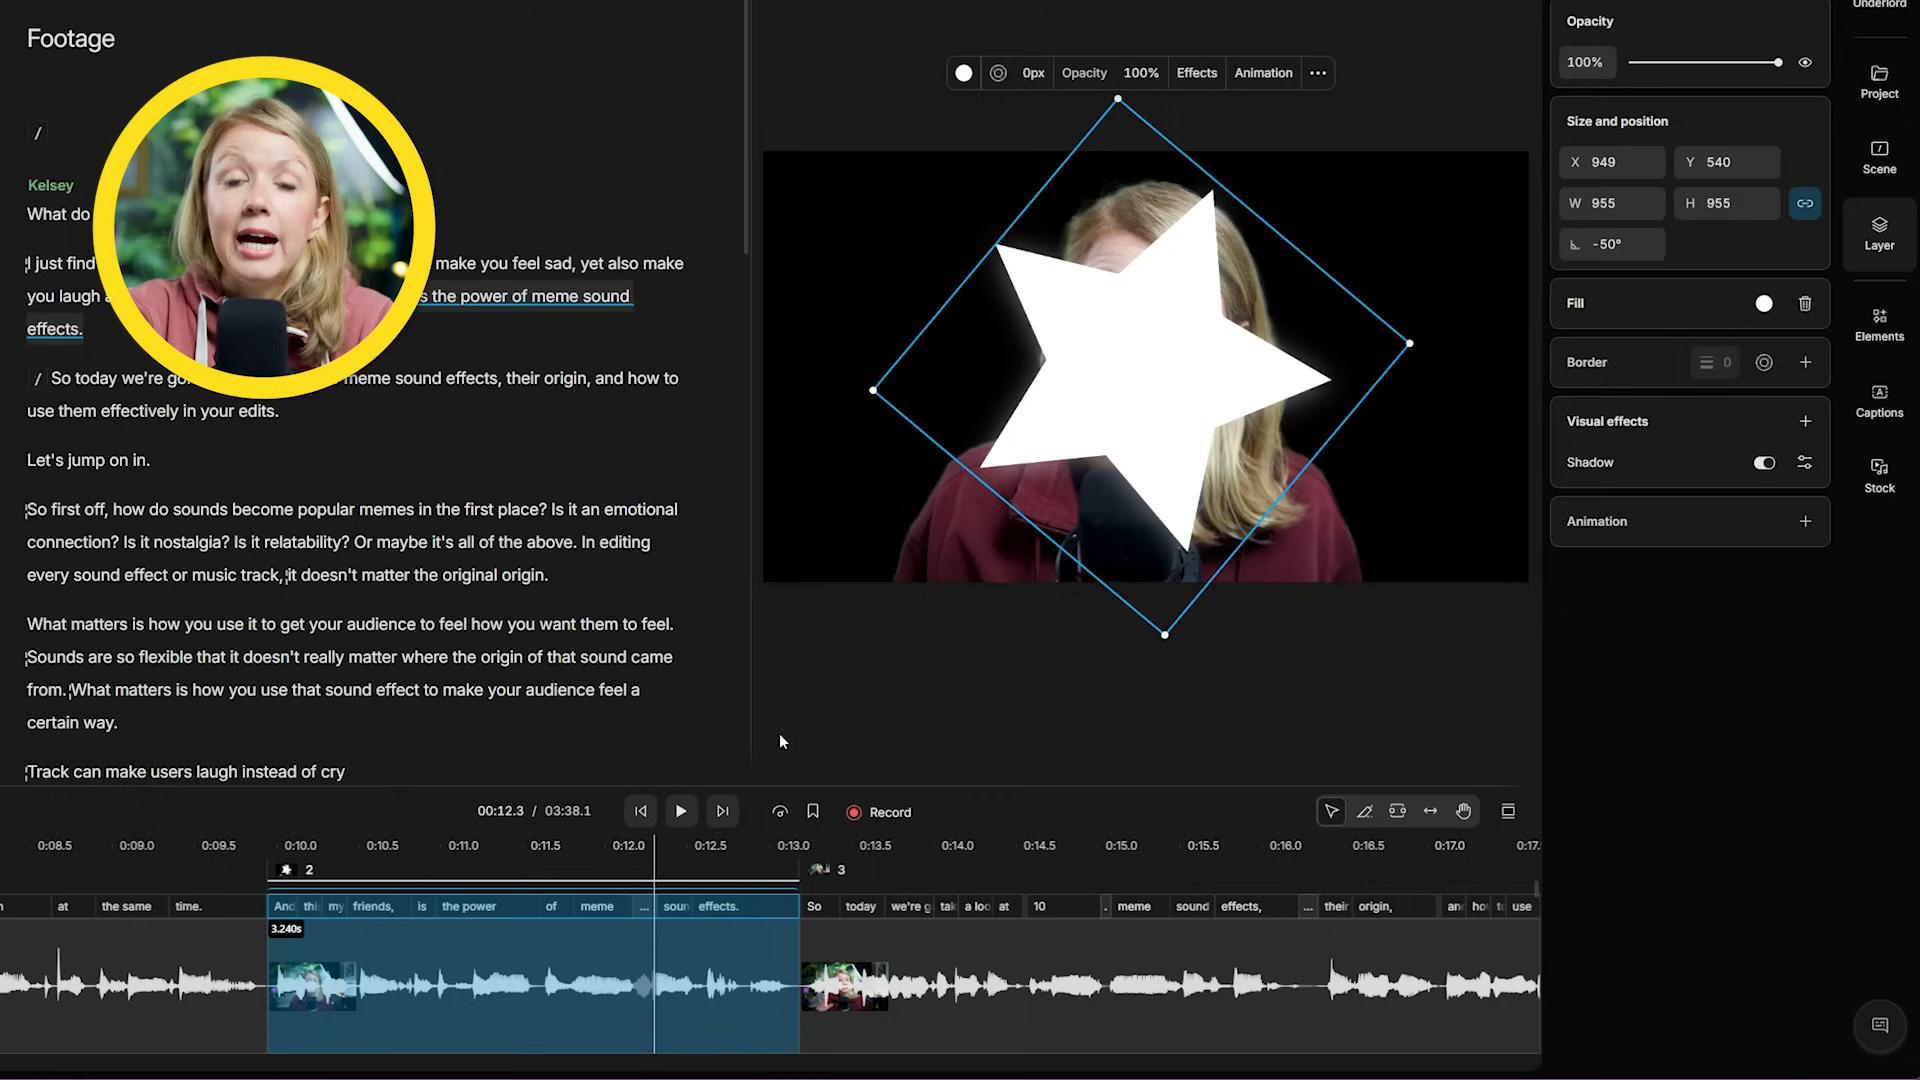 Footage
/
Kelsey
What do
I just find make you feel sad, yet also make
you laugh s the power of meme sound
effects.
/ So today we're go meme sound effects, their origin, and how to
use them effectively in your edits.
Let's jump on in.
So first off, how do sounds become popular memes in the first place? Is it an emotional
connection? Is it nostalgia? Is it relatability? Or maybe it's all of the above. In editing
every sound effect or music track, it doesn't matter the original origin.
What matters is how you use it to get your audience to feel how you want them to feel.
Sounds are so flexible that it doesn't really matter where the origin of that sound came
from. What matters is how you use that sound effect to make your audience feel a
certain way.
Track can make users laugh instead of cry
0px Opacity 100% Effects Animation
Opacity
100%
Size and position
X 949 Y 540
W 955 H 955
-50°
Fill
Border 0
Visual effects
Shadow
Animation
Underlord
Project
Scene
Layer
Elements
Captions
Stock
00:12.3 / 03:38.1
Record
0:08.5 0:09.0 0:09.5 0:10.0 0:10.5 0:11.0 0:11.5 0:12.0 0:12.5 0:13.0 0:13.5 0:14.0 0:14.5 0:15.0 0:15.5 0:16.0 0:16.5 0:17.0 0:17.
2 3
at the same time. And thi my friends, is the power of meme ... soun effects. So today we're g tak a loo at 10 . meme sound effects, ... their origin, an ho t use
3.240s